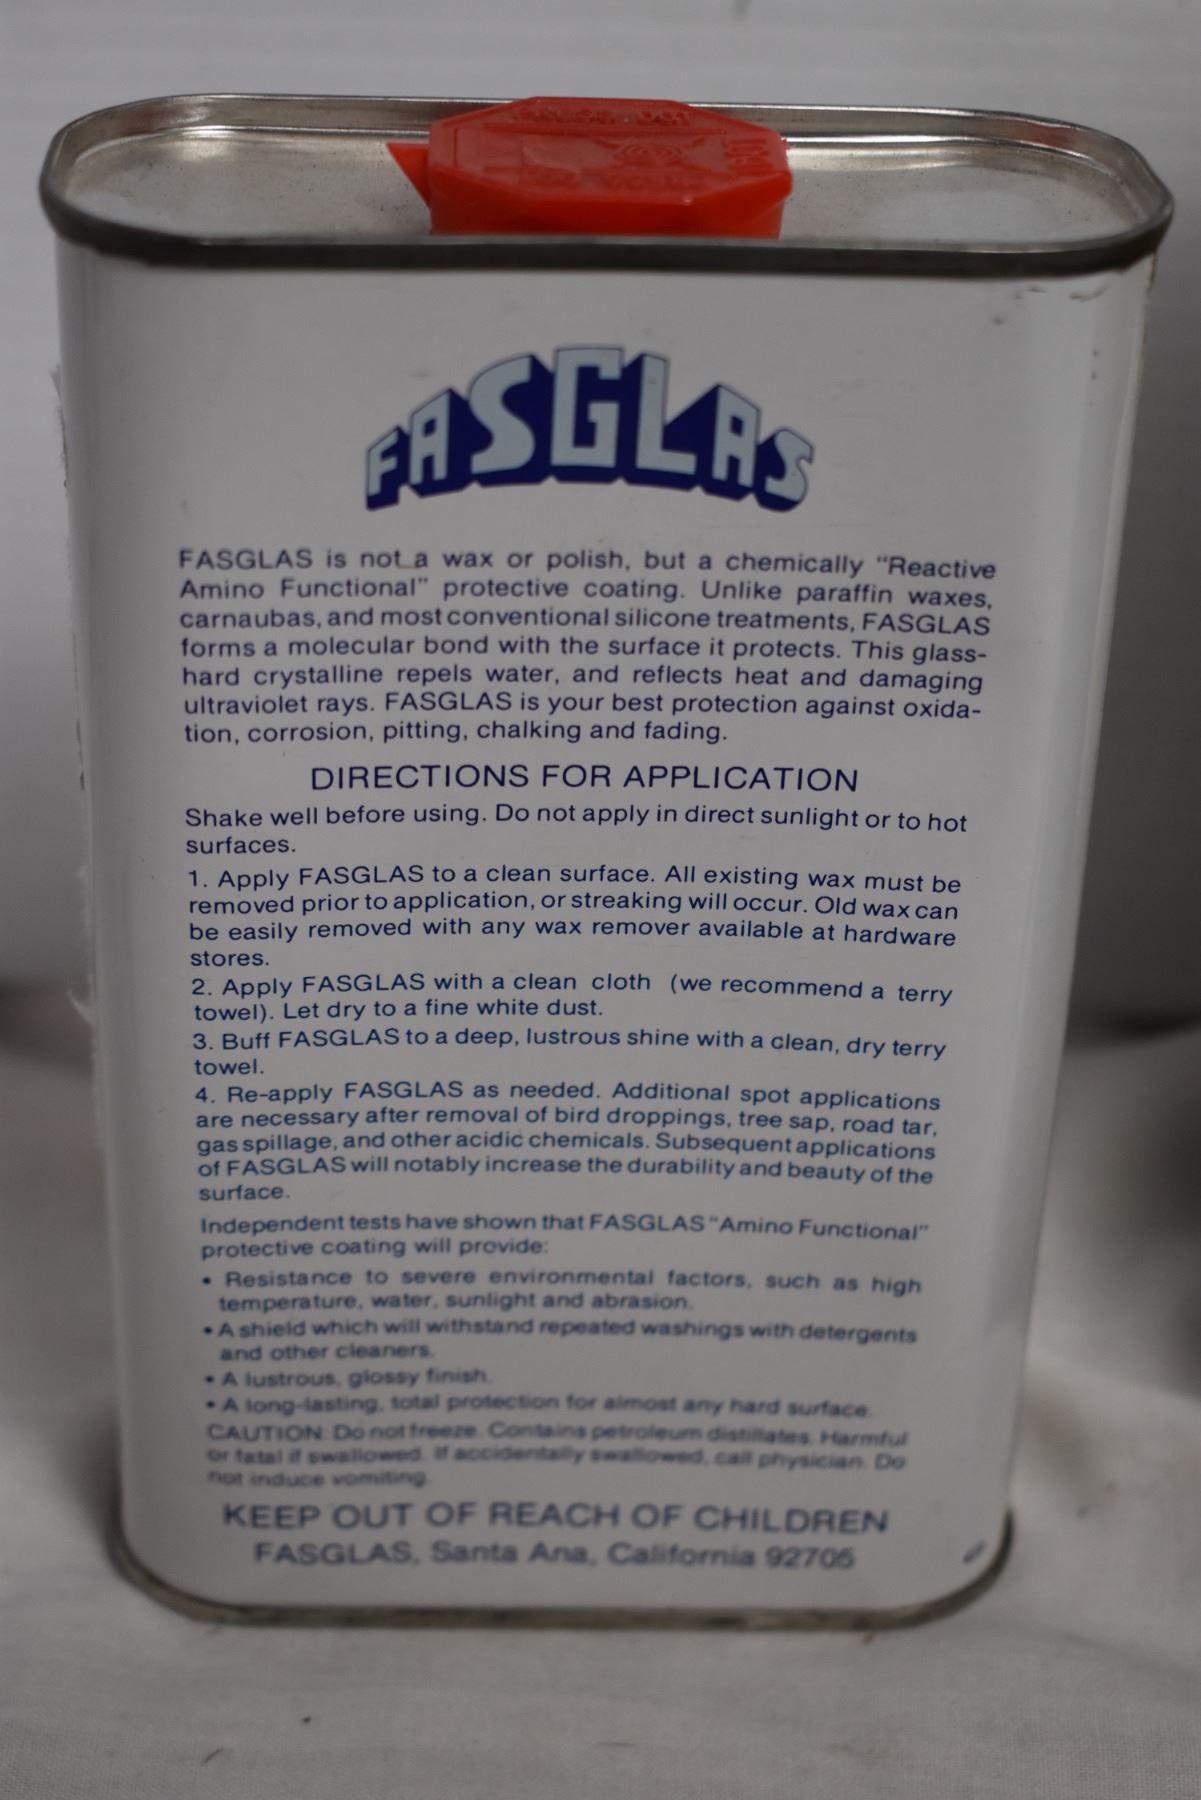 FASGLAS
FASGLAS is not a wax or polish, but a chemically "Reactive
Amino Functional" protective coating. Unlike paraffin waxes,
carnaubas, and most conventional silicone treatments, FASGLAS
forms a molecular bond with the surface it protects. This glass-
hard crystalline repels water, and reflects heat and damaging
ultraviolet rays. FASGLAS is your best protection against oxida-
tion, corrosion, pitting, chalking and fading.
DIRECTIONS FOR APPLICATION
Shake well before using. Do not apply in direct sunlight or to hot
surfaces.
1. Apply FASGLAS to a clean surface. All existing wax must be
removed prior to application, or streaking will occur. Old wax can
be easily removed with any wax remover available at hardware
stores.
2. Apply FASGLAS with a clean cloth (we recommend a terry
towel). Let dry to a fine white dust.
3. Buff FASGLAS to a deep, lustrous shine with a clean, dry terry
towel.
4. Re-apply FASGLAS as needed. Additional spot applications
are necessary after removal of bird droppings, tree sap, road tar,
gas spillage, and other acidic chemicals. Subsequent applications
of FASGLAS will notably increase the durability and beauty of the
surface.
Independent tests have shown that FASGLAS "Amino Functional"
protective coating will provide:
• Resistance to severe environmental factors, such as high
temperature, water, sunlight and abrasion.
• A shield which will withstand repeated washings with detergents
and other cleaners.
• A lustrous, glossy finish.
• A long-lasting, total protection for almost any hard surface.
CAUTION: Do not freeze. Contains petroleum distillates. Harmful
or fatal if swallowed. If accidentally swallowed, call physician. Do
not induce vomiting.
KEEP OUT OF REACH OF CHILDREN
FASGLAS, Santa Ana, California 92705